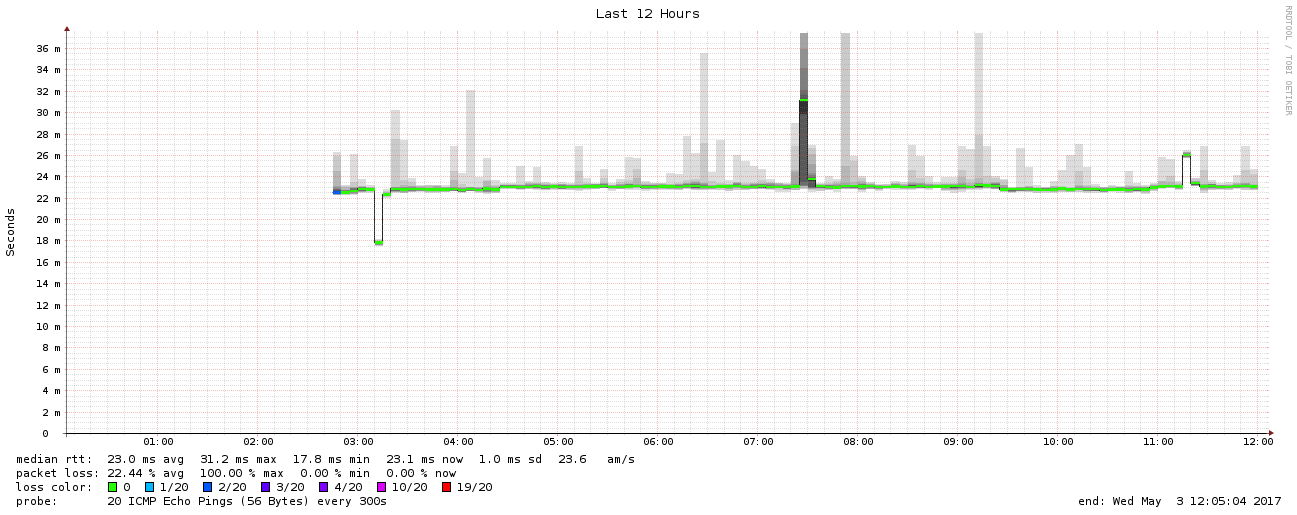 Last 12 Hours
RRDTOOL / TOBI OETIKER
Seconds
36 m
34 m
32 m
30 m
28 m
26 m
24 m
22 m
20 m
18 m
16 m
14 m
12 m
10 m
8 m
6 m
4 m
2 m
0
01:00 02:00 03:00 04:00 05:00 06:00 07:00 08:00 09:00 10:00 11:00 12:00
median rtt: 23.0 ms avg 31.2 ms max 17.8 ms min 23.1 ms now 1.0 ms sd 23.6 am/s
packet loss: 22.44 % avg 100.00 % max 0.00 % min 0.00 % now
loss color: 0 1/20 2/20 3/20 4/20 10/20 19/20
probe: 20 ICMP Echo Pings (56 Bytes) every 300s end: Wed May 3 12:05:04 2017